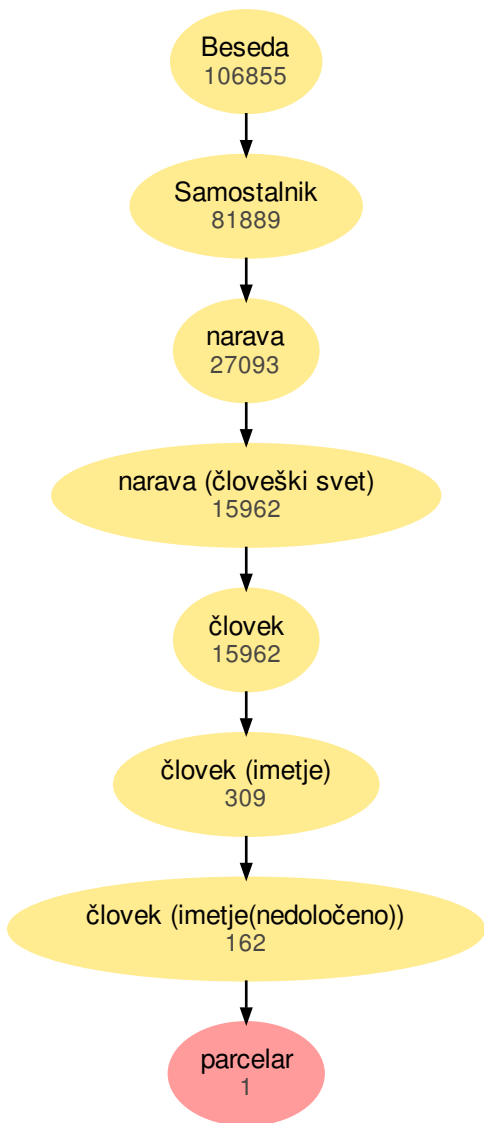 Beseda
106855
Samostalnik
81889
narava
27093
narava (človeški svet)
15962
človek
15962
človek (imetje)
309
človek (imetje(nedoločeno))
162
parcelar
1